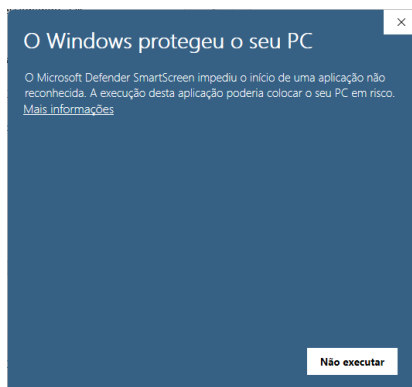 O Windows protegeu o seu PC
O Microsoft Defender SmartScreen impediu o início de uma aplicação não
reconhecida. A execução desta aplicação poderia colocar o seu PC em risco.
Mais informações
Não executar